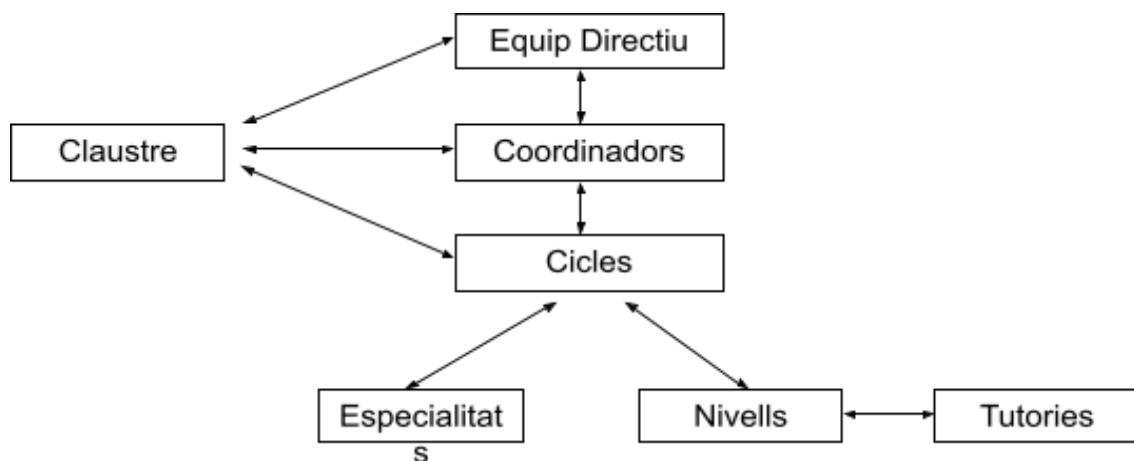 Equip Directiu
Claustre
Coordinadors
Cicles
Especialitat
s
Nivells
Tutories